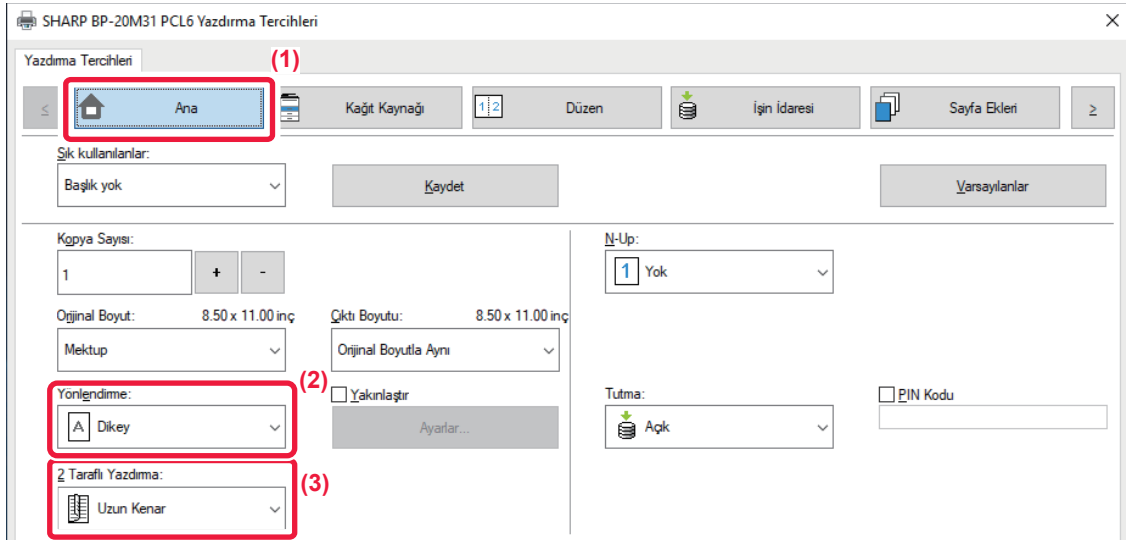 SHARP BP-20M31 PCL6 Yazdırma Tercihleri
Yazdırma Tercihleri
(1)
< Ana Kağıt Kaynağı 1 2 Düzen İşin İdaresi Sayfa Ekleri >
Sık kullanılanlar:
Başlık yok Kaydet Varsayılanlar
Kopya Sayısı: N-Up:
1 + - 1 Yok
Orijinal Boyut: 8.50 x 11.00 inç Çıktı Boyutu: 8.50 x 11.00 inç
Mektup Orijinal Boyutla Aynı
(2)
Yönlendirme: Yakınlaştır Tutma: PIN Kodu
A Dikey Ayarlar... Açık
2 Taraflı Yazdırma:
(3)
Uzun Kenar